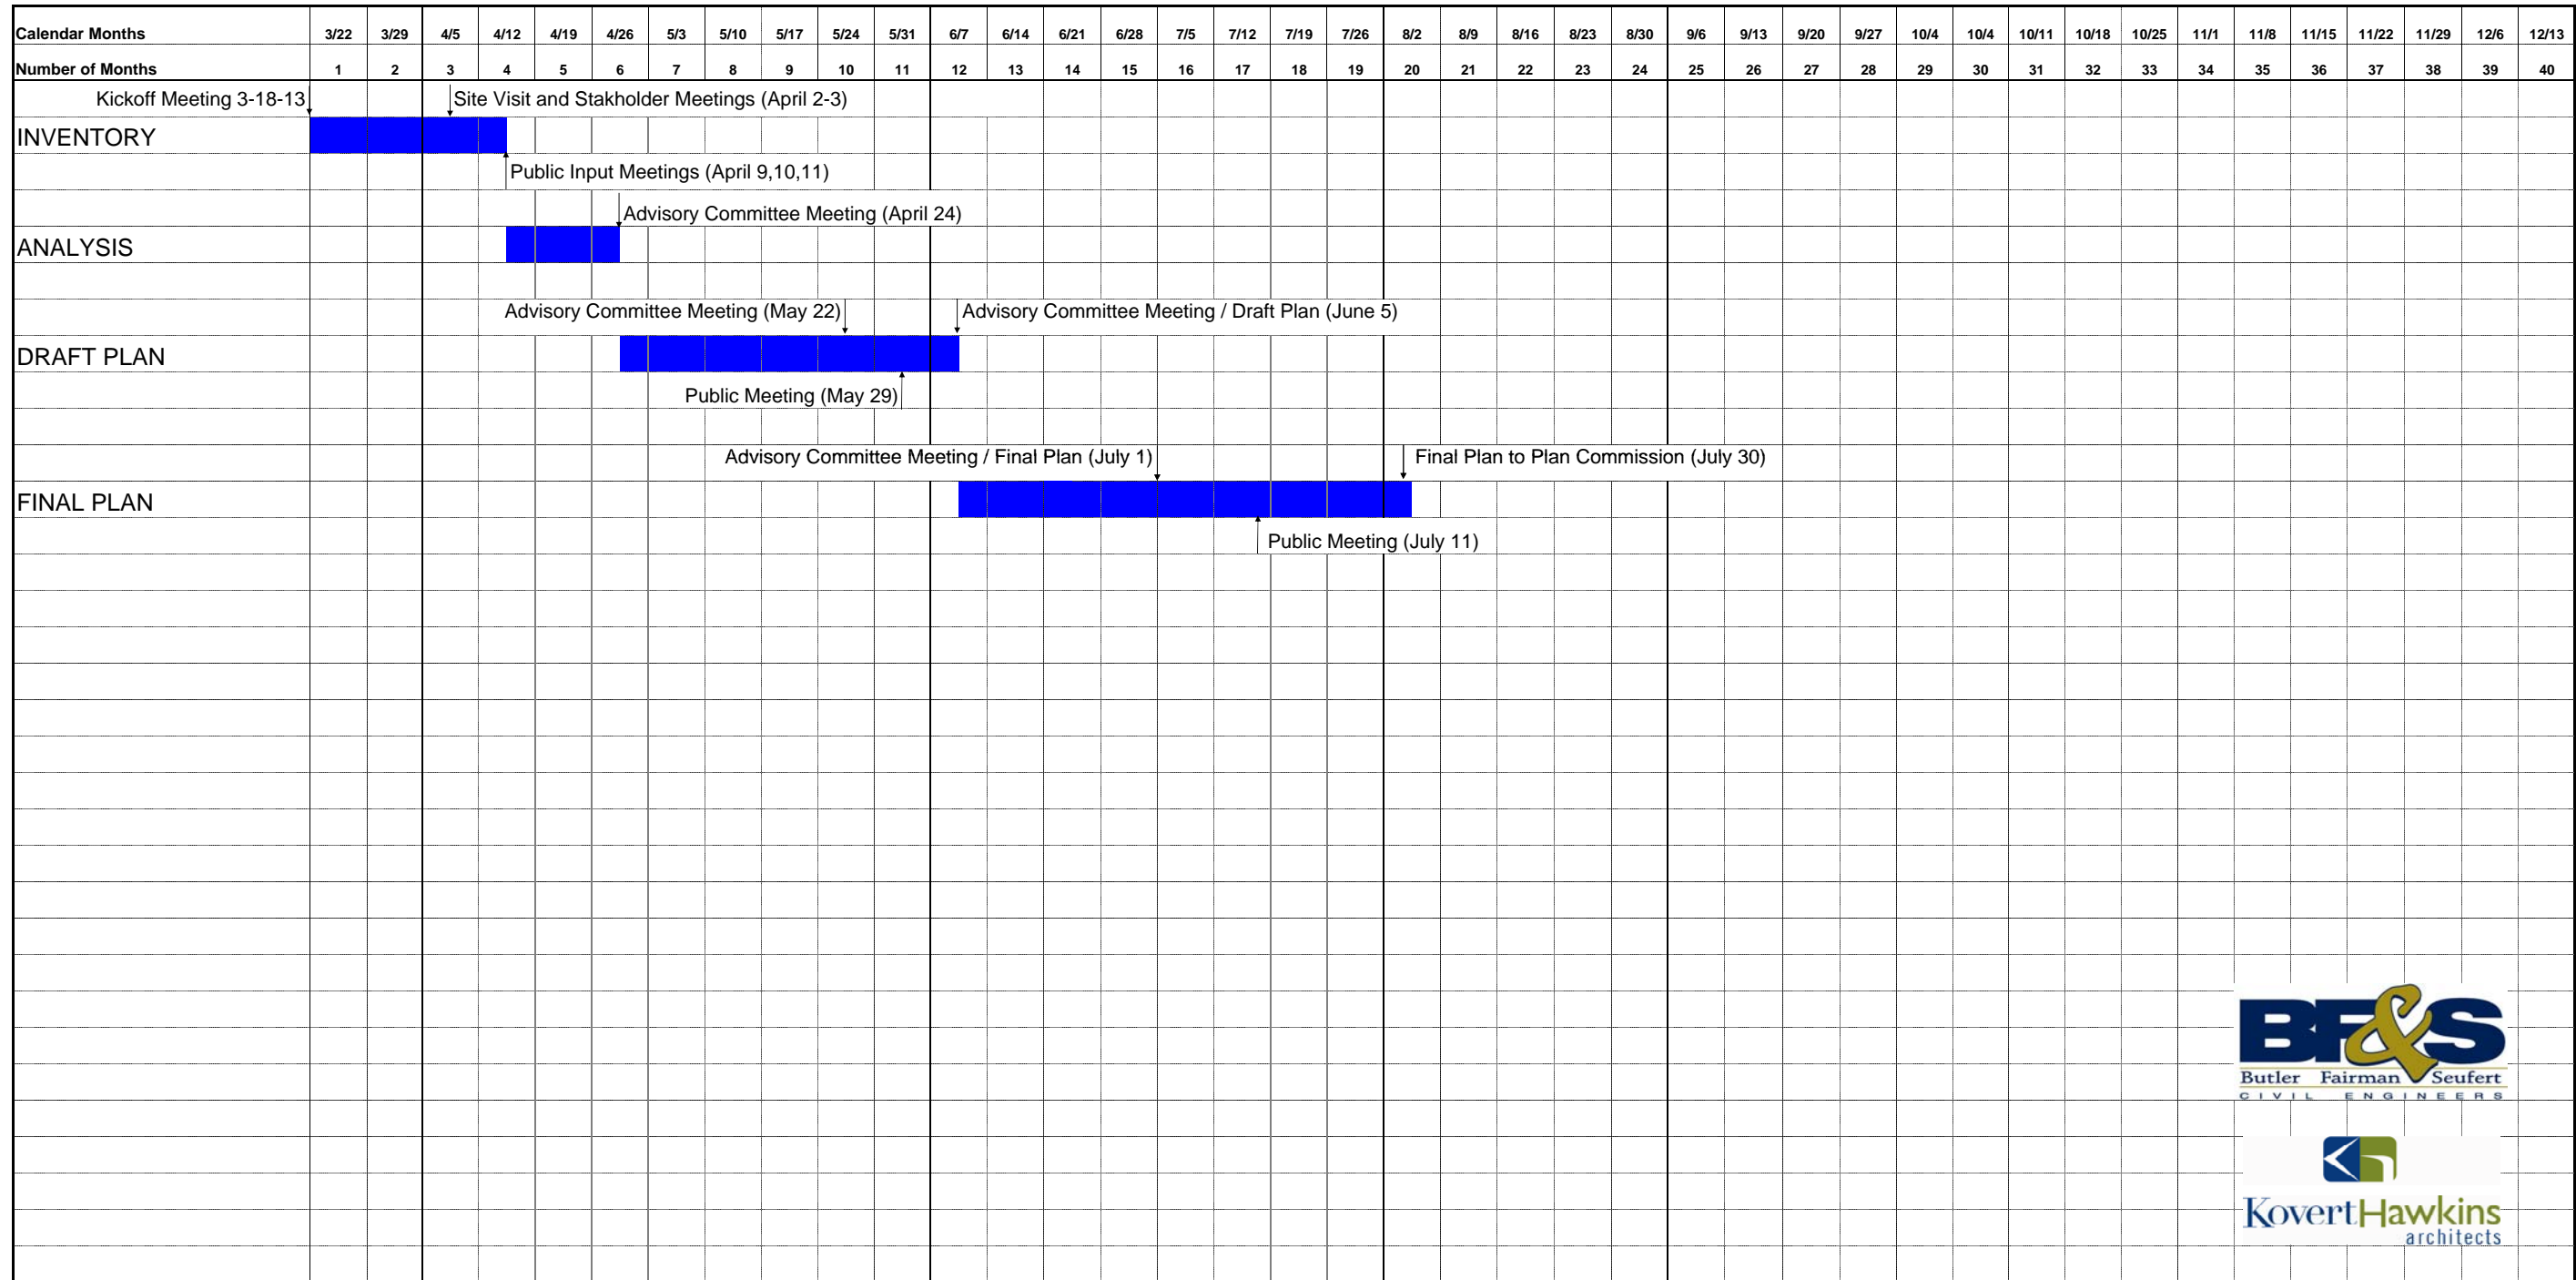 Calendar Months 3/22 3/29 4/5 4/12 4/19 4/26 5/3 5/10 5/17 5/24 5/31 6/7 6/14 6/21 6/28 7/5 7/12 7/19 7/26 8/2 8/9 8/16 8/23 8/30 9/6 9/13 9/20 9/27 10/4 10/4 10/11 10/18 10/25 11/1 11/8 11/15 11/22 11/29 12/6 12/13
Number of Months 1 2 3 4 5 6 7 8 9 10 11 12 13 14 15 16 17 18 19 20 21 22 23 24 25 26 27 28 29 30 31 32 33 34 35 36 37 38 39 40
Kickoff Meeting 3-18-13 Site Visit and Stakholder Meetings (April 2-3)
INVENTORY
Public Input Meetings (April 9,10,11)
Advisory Committee Meeting (April 24)
ANALYSIS
Advisory Committee Meeting (May 22) Advisory Committee Meeting / Draft Plan (June 5)
DRAFT PLAN
Public Meeting (May 29)
Advisory Committee Meeting / Final Plan (July 1) Final Plan to Plan Commission (July 30)
FINAL PLAN
Public Meeting (July 11)
BF&S
Butler Fairman Seufert
CIVIL ENGINEERS
KovertHawkins
architects